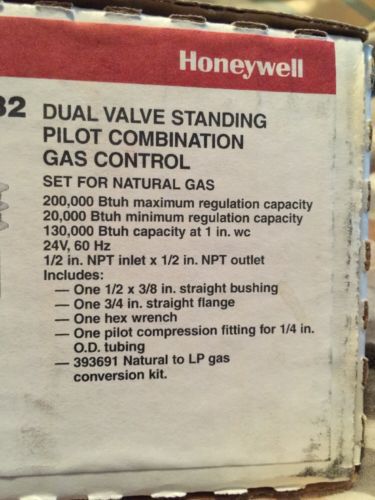 Honeywell
32 DUAL VALVE STANDING
PILOT COMBINATION
GAS CONTROL
SET FOR NATURAL GAS
200,000 Btuh maximum regulation capacity
20,000 Btuh minimum regulation capacity
130,000 Btuh capacity at 1 in. wc
24V, 60 Hz
1/2 in. NPT inlet x 1/2 in. NPT outlet
Includes:
— One 1/2 x 3/8 in. straight bushing
— One 3/4 in. straight flange
— One hex wrench
— One pilot compression fitting for 1/4 in.
O.D. tubing
— 393691 Natural to LP gas
conversion kit.